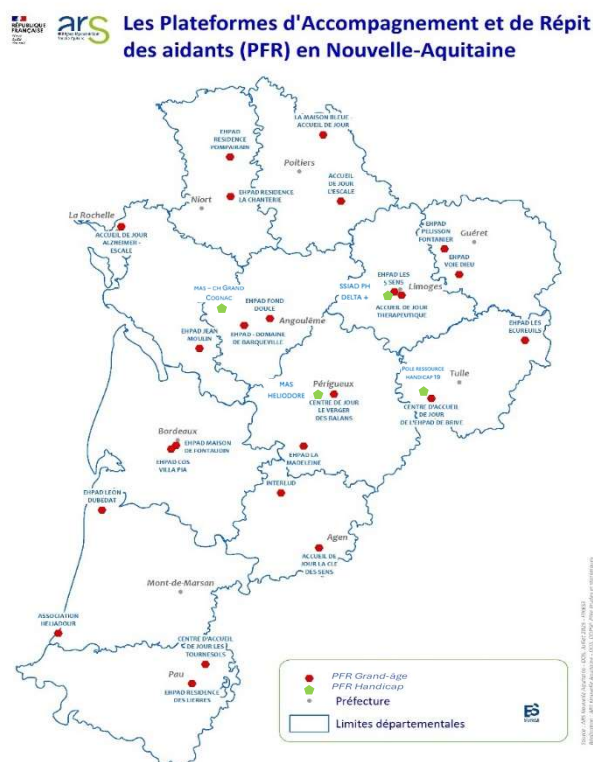 RÉPUBLIQUE
FRANÇAISE
ars
Les Plateformes d'Accompagnement et de Répit
des aidants (PFR) en Nouvelle-Aquitaine
LA MAISON BLEUE -
ACCUEIL DE JOUR
EHPAD
RESIDENCE
POMPAIRAIN
Poitiers
ACCUEIL
DE JOUR
L'ESCALE
EHPAD RESIDENCE
LA CHANTERIE
Niort
La Rochelle
ACCUEIL DE JOUR
ALZHEIMER -
ESCALE
EHPAD
PELISSON
FONTANIER
Guéret
EHPAD
VOIE DIEU
MAS – CH GRAND
COGNAC
SSIAD PH
DELTA +
EHPAD LES
5 SENS
Limoges
ACCUEIL DE JOUR
THERAPEUTIQUE
EHPAD FOND
DOUCE
Angoulême
EHPAD - DOMAINE
DE BARQUEVILLE
EHPAD JEAN
MOULIN
EHPAD LES
ECUREUILS
POLE RESSOURCE
HANDICAP 19
Tulle
MAS
HELIODORE
Périgueux
CENTRE DE JOUR
LE VERGER
DES BALANS
CENTRE D'ACCUEIL
DE JOUR
DE L'EHPAD DE BRIVE
Bordeaux
EHPAD MAISON
DE FONTAUDIN
EHPAD COS
VILLA PIA
EHPAD LA
MADELEINE
INTERLUD
EHPAD LEON
DUBEDAT
Agen
ACCUEIL DE
JOUR LA CLE
DES SENS
Mont-de-Marsan
ASSOCIATION
HÉLIADOUR
CENTRE D'ACCUEIL
DE JOUR LES
TOURNESOLS
Pau
EHPAD RESIDENCE
DES LIERRES
PFR Grand-âge
PFR Handicap
Préfecture
Limites départementales